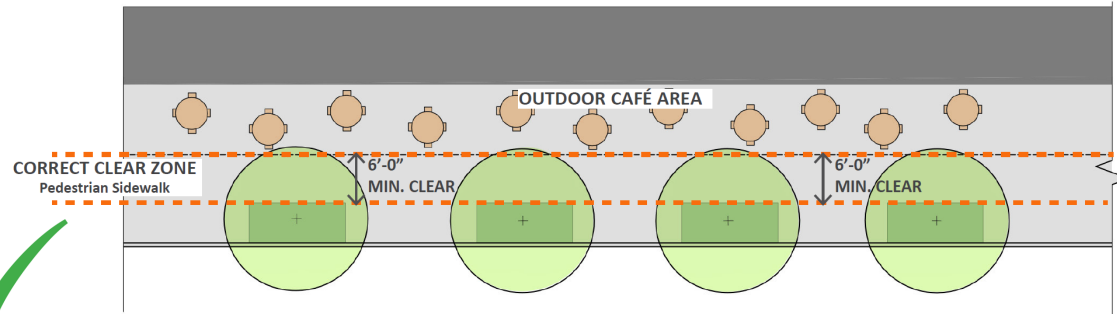 OUTDOOR CAFÉ AREA
CORRECT CLEAR ZONE
Pedestrian Sidewalk
6’-0”
MIN. CLEAR
6’-0”
MIN. CLEAR